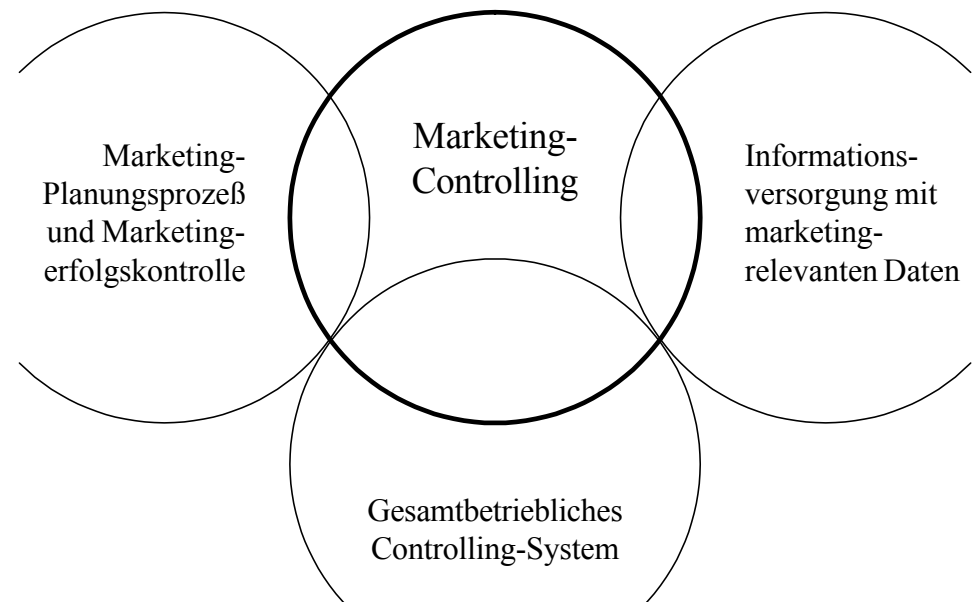 Marketing-
Planungsprozeß
und Marketing-
erfolgskontrolle
Marketing-
Controlling
Informations-
versorgung mit
marketing-
relevanten Daten
Gesamtbetriebliches
Controlling-System